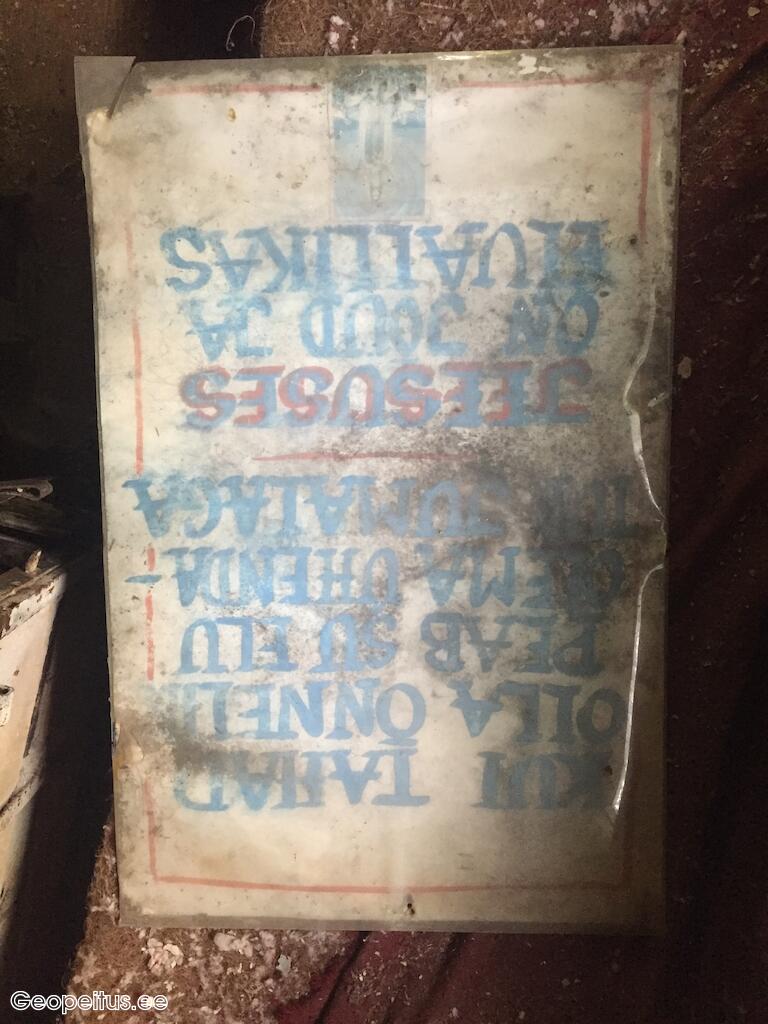 KUI TAHAD
OLLA ÕNNELIK
PEAB SU ELU
OLEMA ÜHENDA-
TUD JUMALAGA
JEESUSES
ON JÕUD JA
ELUALLIKAS
Geopeitus.ee